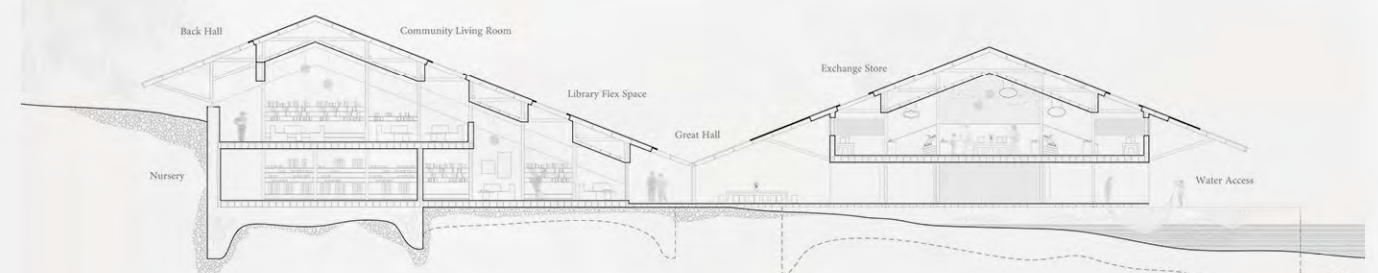 Back Hall
Community Living Room
Library Flex Space
Great Hall
Exchange Store
Nursery
Water Access